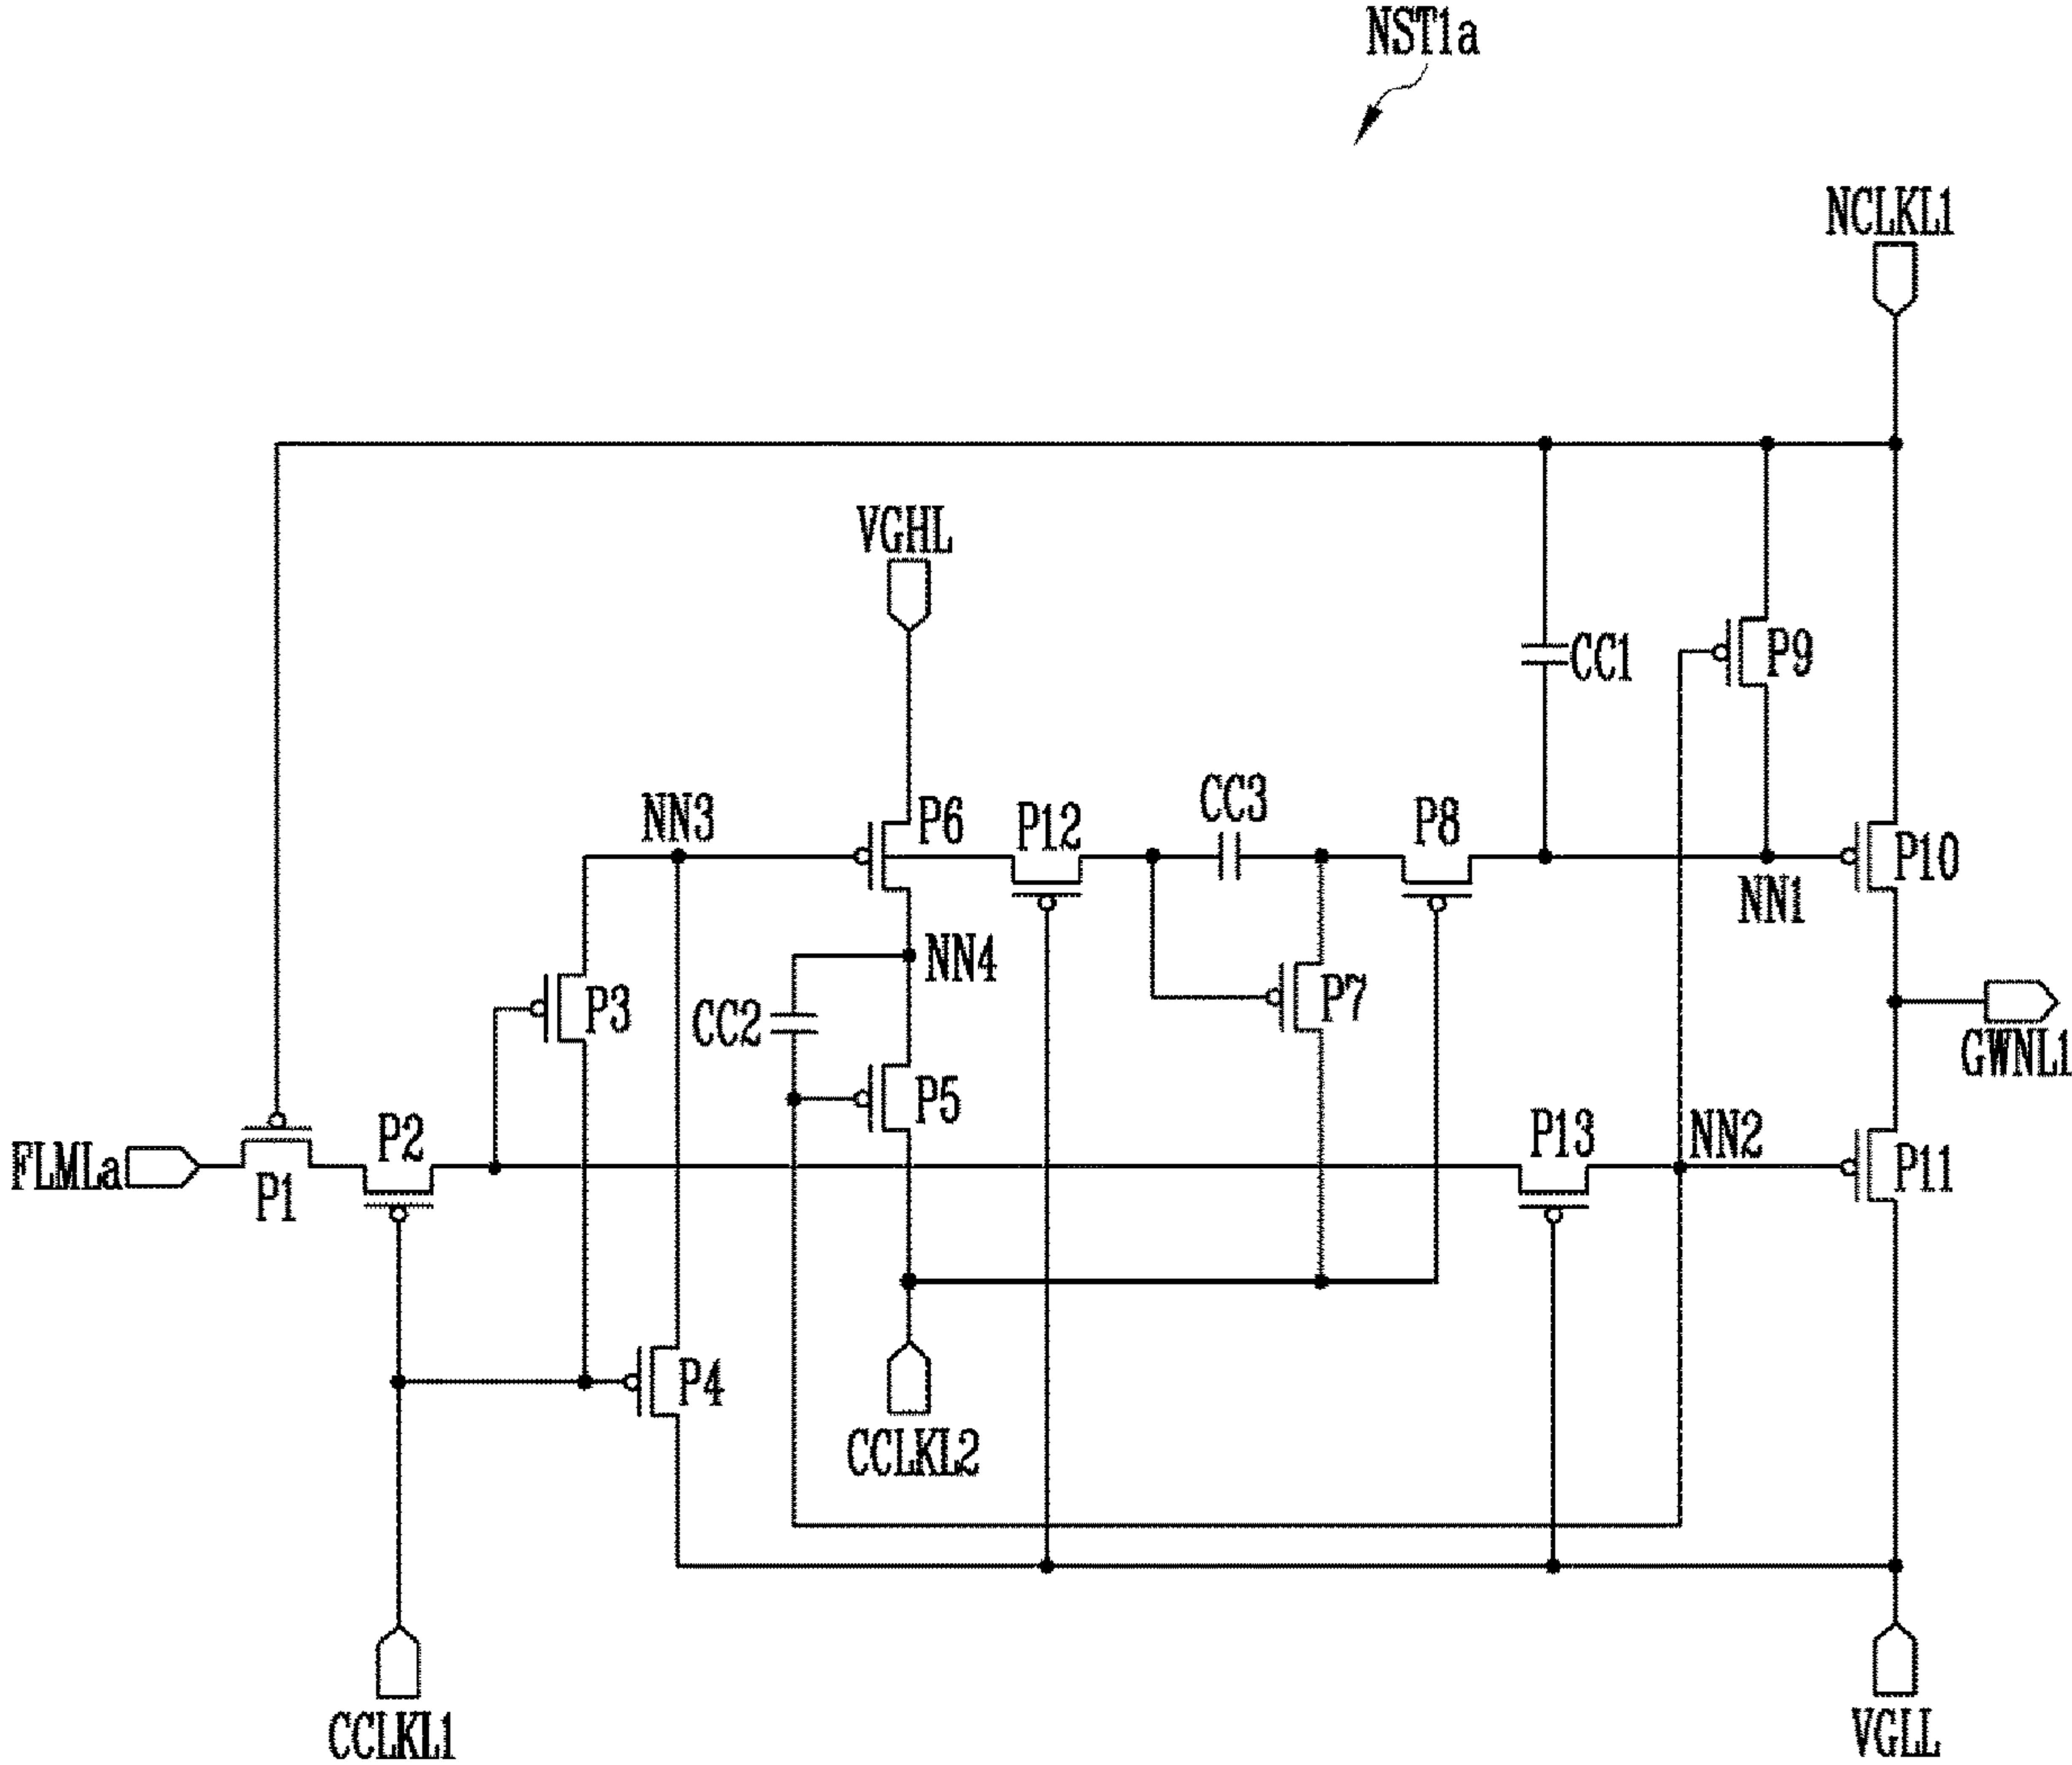 NST1a
NCLKL1
VGHL
CC1
P9
NN3
P6
P12
CC3
P8
P10
NN1
NN4
P3
CC2
P7
GWNL1
P5
FLMLa
P1
P2
P13
NN2
P11
P4
CCLKL2
CCLKL1
VGLL